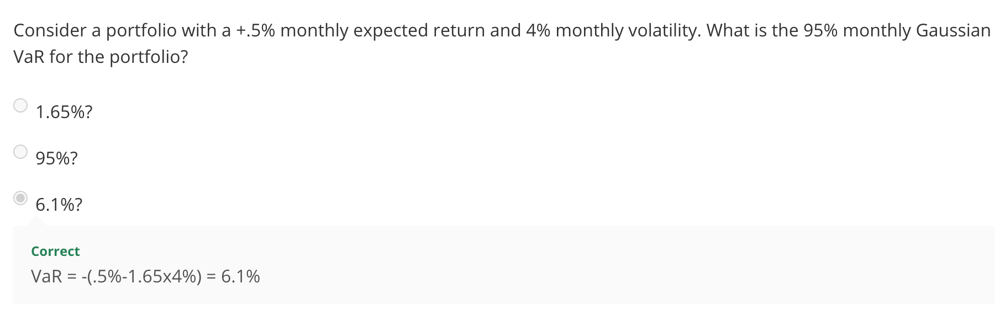 Consider a portfolio with a +.5% monthly expected return and 4% monthly volatility. What is the 95% monthly Gaussian
VaR for the portfolio?
1.65%?
95%?
6.1%?
Correct
VaR = -(.5%-1.65x4%) = 6.1%